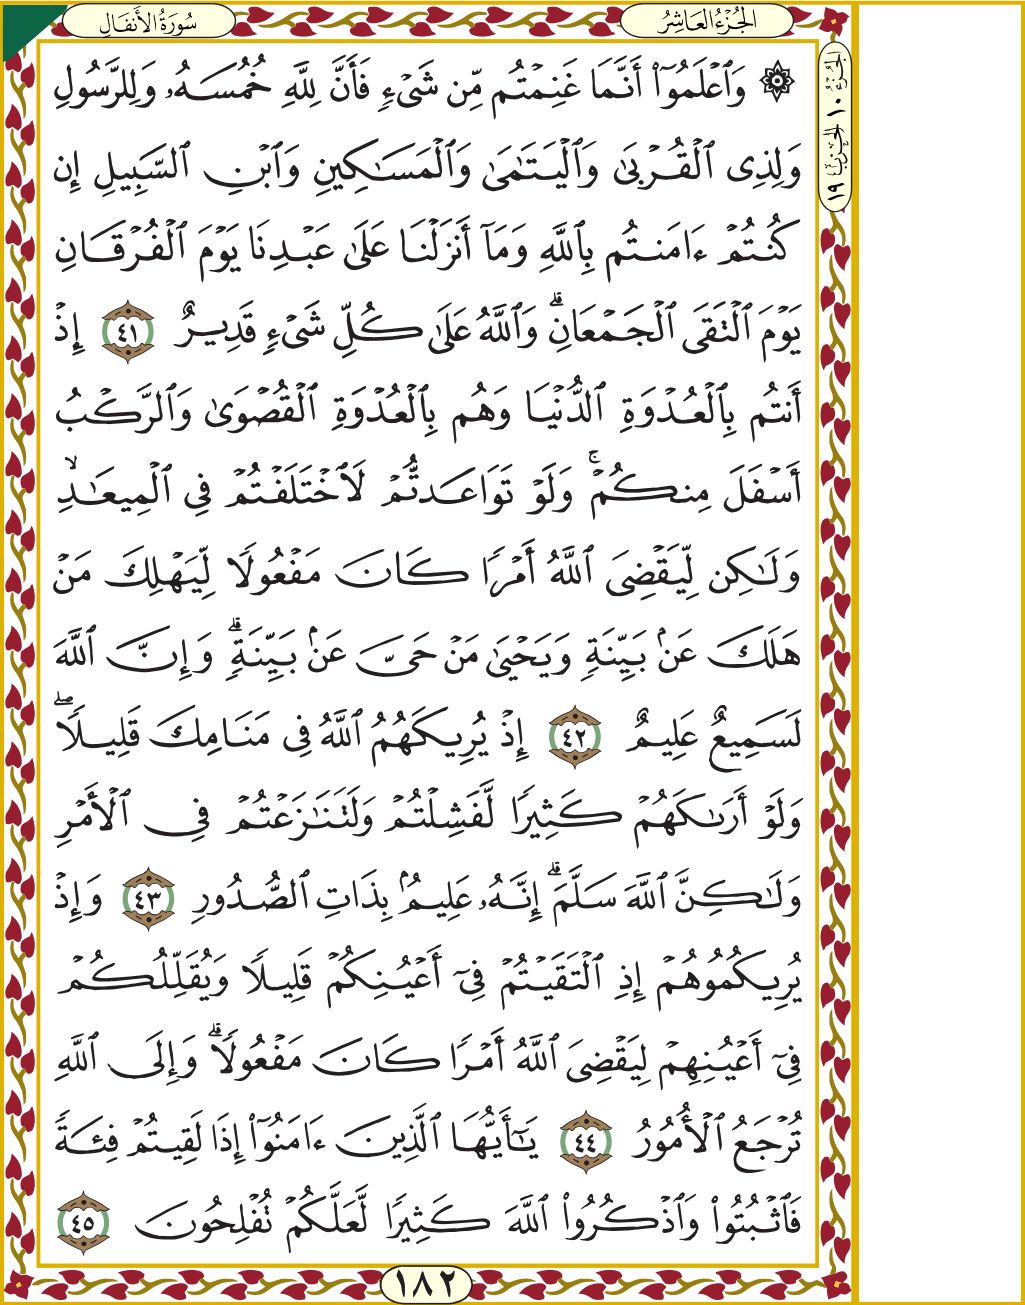 سُورَةُ الأَنفَال
الجُزْءُ العَاشِرُ
الجُزْءُ ١٠ الحِزْبُ ١٩
۞ وَٱعْلَمُوٓا۟ أَنَّمَا غَنِمْتُم مِّن شَىْءٍ فَأَنَّ لِلَّهِ خُمُسَهُۥ وَلِلرَّسُولِ
وَلِذِى ٱلْقُرْبَىٰ وَٱلْيَتَـٰمَىٰ وَٱلْمَسَـٰكِينِ وَٱبْنِ ٱلسَّبِيلِ إِن
كُنتُمْ ءَامَنتُم بِٱللَّهِ وَمَآ أَنزَلْنَا عَلَىٰ عَبْدِنَا يَوْمَ ٱلْفُرْقَانِ
يَوْمَ ٱلْتَقَى ٱلْجَمْعَانِ ۗ وَٱللَّهُ عَلَىٰ كُلِّ شَىْءٍ قَدِيرٌ ٤١ إِذْ
أَنتُم بِٱلْعُدْوَةِ ٱلدُّنْيَا وَهُم بِٱلْعُدْوَةِ ٱلْقُصْوَىٰ وَٱلرَّكْبُ
أَسْفَلَ مِنكُمْ ۚ وَلَوْ تَوَاعَدتُّمْ لَٱخْتَلَفْتُمْ فِى ٱلْمِيعَـٰدِ ۙ
وَلَـٰكِن لِّيَقْضِىَ ٱللَّهُ أَمْرًا كَانَ مَفْعُولًا لِّيَهْلِكَ مَنْ
هَلَكَ عَنۢ بَيِّنَةٍ وَيَحْيَىٰ مَنْ حَىَّ عَنۢ بَيِّنَةٍ ۗ وَإِنَّ ٱللَّهَ
لَسَمِيعٌ عَلِيمٌ ٤٢ إِذْ يُرِيكَهُمُ ٱللَّهُ فِى مَنَامِكَ قَلِيلًا ۖ
وَلَوْ أَرَىٰكَهُمْ كَثِيرًا لَّفَشِلْتُمْ وَلَتَنَـٰزَعْتُمْ فِى ٱلْأَمْرِ
وَلَـٰكِنَّ ٱللَّهَ سَلَّمَ ۗ إِنَّهُۥ عَلِيمٌۢ بِذَاتِ ٱلصُّدُورِ ٤٣ وَإِذْ
يُرِيكُمُوهُمْ إِذِ ٱلْتَقَيْتُمْ فِىٓ أَعْيُنِكُمْ قَلِيلًا وَيُقَلِّلُكُمْ
فِىٓ أَعْيُنِهِمْ لِيَقْضِىَ ٱللَّهُ أَمْرًا كَانَ مَفْعُولًا ۗ وَإِلَى ٱللَّهِ
تُرْجَعُ ٱلْأُمُورُ ٤٤ يَـٰٓأَيُّهَا ٱلَّذِينَ ءَامَنُوٓا۟ إِذَا لَقِيتُمْ فِئَةً
فَٱثْبُتُوا۟ وَٱذْكُرُوا۟ ٱللَّهَ كَثِيرًا لَّعَلَّكُمْ تُفْلِحُونَ ٤٥
١٨٢